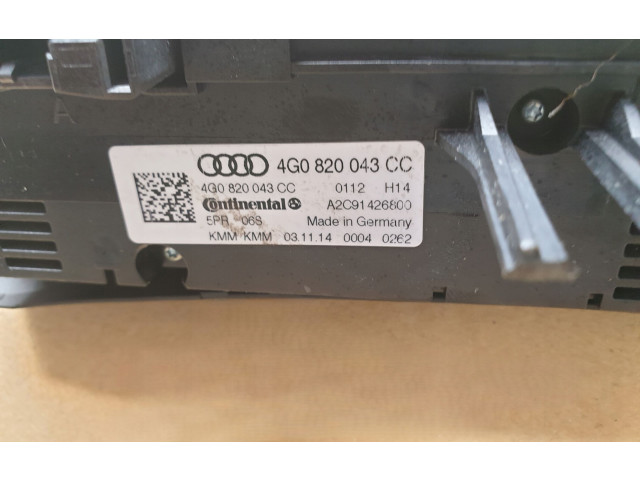 A
4G0 820 043 CC
4G0 820 043 CC 0112 H14
Continental A2C91426800
5PR 06S Made in Germany
KMM KMM 03.11.14 0004 0262